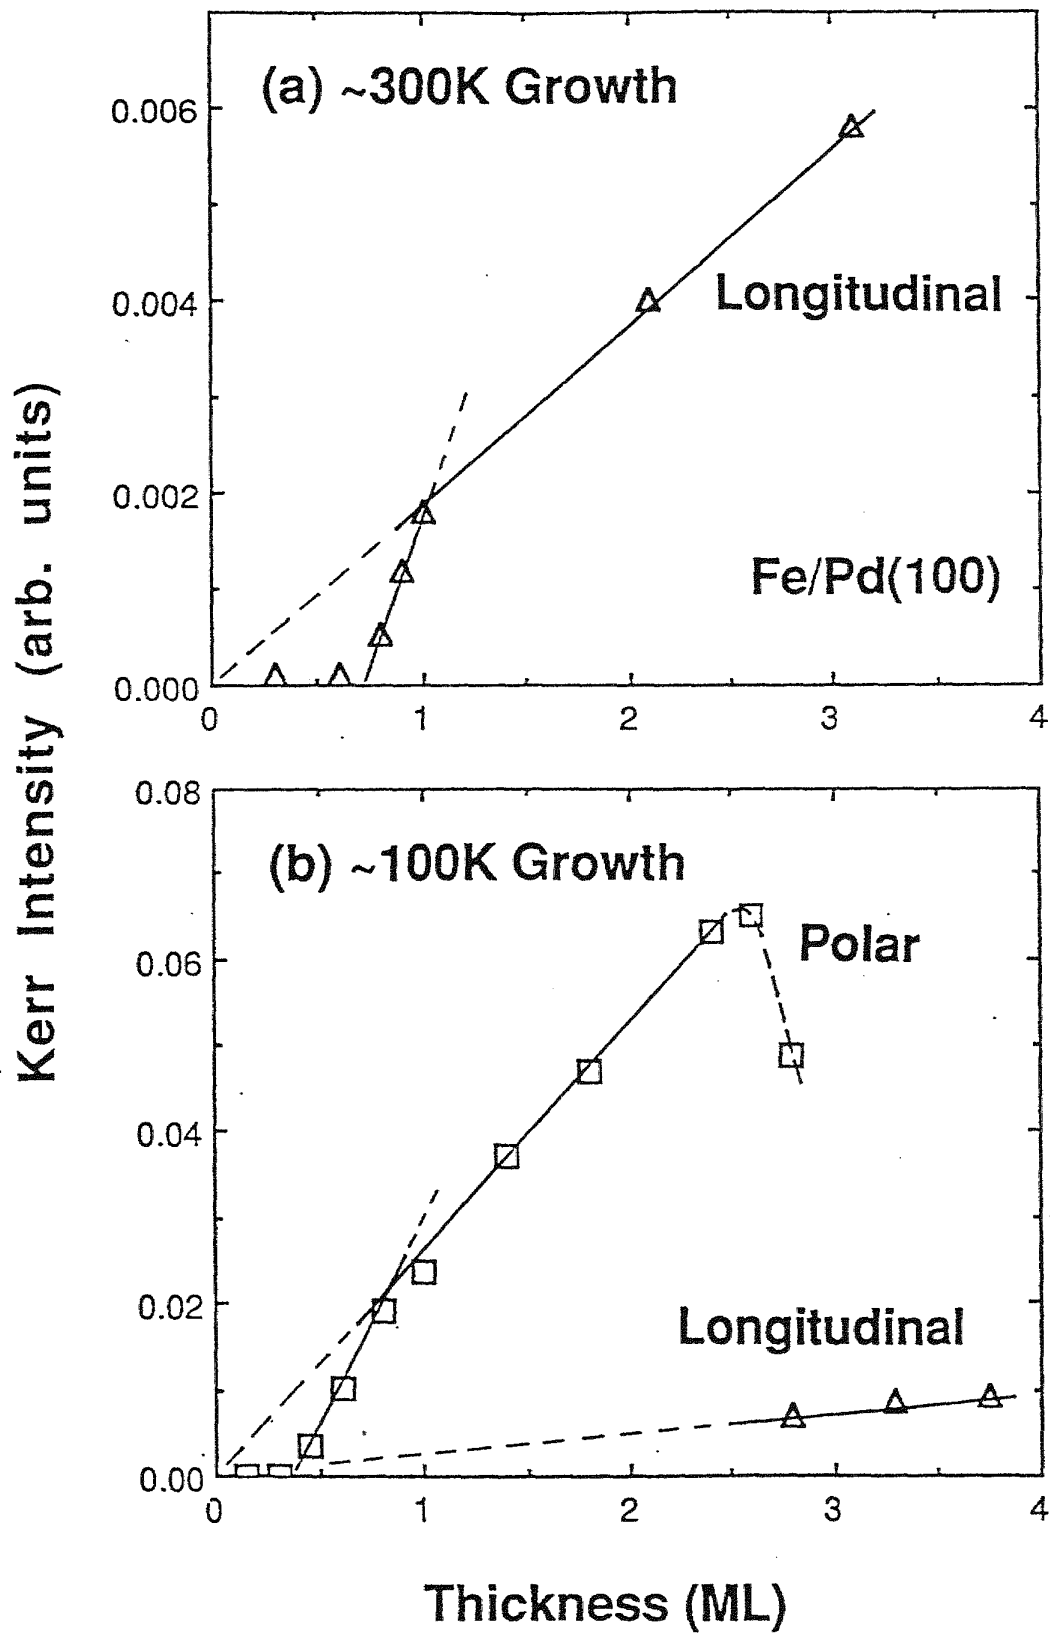 Kerr Intensity (arb. units)
(a) ~300K Growth
0.006
0.004
0.002
0.000
Longitudinal
Fe/Pd(100)
0 1 2 3 4
(b) ~100K Growth
0.08
0.06
0.04
0.02
0.00
Polar
Longitudinal
0 1 2 3 4
Thickness (ML)